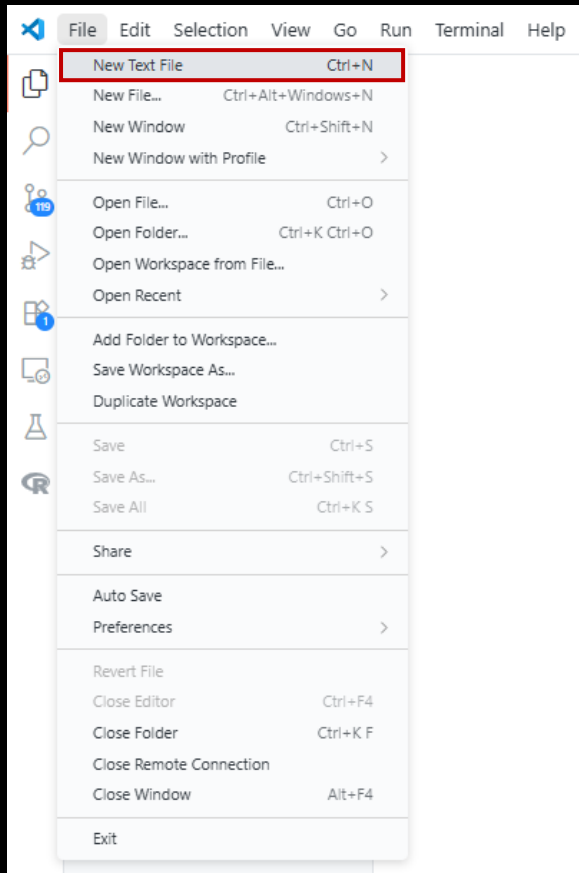 File Edit Selection View Go Run Terminal Help
New Text File Ctrl+N
New File... Ctrl+Alt+Windows+N
New Window Ctrl+Shift+N
New Window with Profile
119
Open File... Ctrl+O
Open Folder... Ctrl+K Ctrl+O
Open Workspace from File...
Open Recent
1
Add Folder to Workspace...
Save Workspace As...
Duplicate Workspace
Save Ctrl+S
Save As... Ctrl+Shift+S
R
Save All Ctrl+K S
Share
Auto Save
Preferences
Revert File
Close Editor Ctrl+F4
Close Folder Ctrl+K F
Close Remote Connection
Close Window Alt+F4
Exit